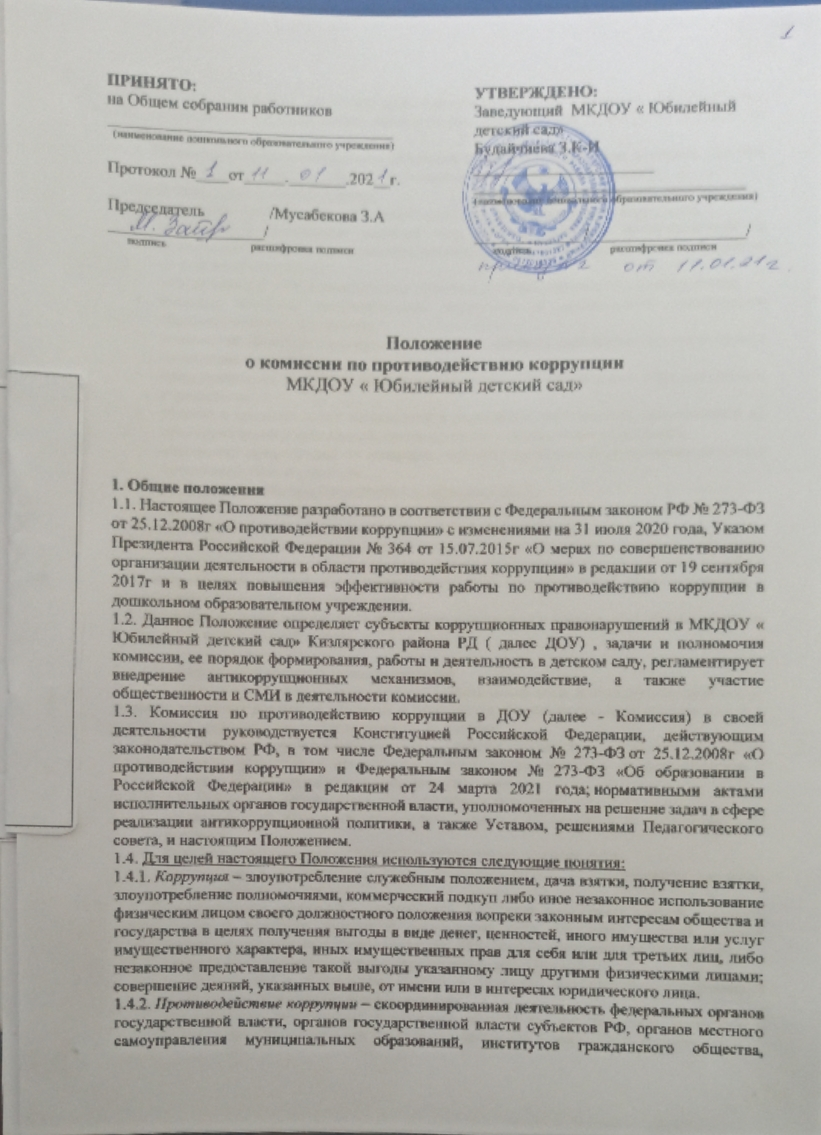 1
ПРИНЯТО:
на Общем собрании работников
(наименование дошкольного образовательного учреждения)
Протокол № 1 от 11 . 01 .2021г.
Председатель /Мусабекова З.А
/
подпись расшифровка подписи
УТВЕРЖДЕНО:
Заведующий МКДОУ « Юбилейный
детский сад»
Будайчиева З.К-И
(наименование дошкольного образовательного учреждения)
/
подпись расшифровка подписи
от 11.01.21г.
Положение
о комиссии по противодействию коррупции
МКДОУ « Юбилейный детский сад»
1. Общие положения
1.1. Настоящее Положение разработано в соответствии с Федеральным законом РФ № 273-ФЗ
от 25.12.2008г «О противодействии коррупции» с изменениями на 31 июля 2020 года, Указом
Президента Российской Федерации № 364 от 15.07.2015г «О мерах по совершенствованию
организации деятельности в области противодействия коррупции» в редакции от 19 сентября
2017г и в целях повышения эффективности работы по противодействию коррупции в
дошкольном образовательном учреждении.
1.2. Данное Положение определяет субъекты коррупционных правонарушений в МКДОУ «
Юбилейный детский сад» Кизлярского района РД ( далее ДОУ) , задачи и полномочия
комиссии, ее порядок формирования, работы и деятельность в детском саду, регламентирует
внедрение антикоррупционных механизмов, взаимодействие, а также участие
общественности и СМИ в деятельности комиссии.
1.3. Комиссия по противодействию коррупции в ДОУ (далее - Комиссия) в своей
деятельности руководствуется Конституцией Российской Федерации, действующим
законодательством РФ, в том числе Федеральным законом № 273-ФЗ от 25.12.2008г «О
противодействии коррупции» и Федеральным законом № 273-ФЗ «Об образовании в
Российской Федерации» в редакции от 24 марта 2021 года; нормативными актами
исполнительных органов государственной власти, уполномоченных на решение задач в сфере
реализации антикоррупционной политики, а также Уставом, решениями Педагогического
совета, и настоящим Положением.
1.4. Для целей настоящего Положения используются следующие понятия:
1.4.1. Коррупция – злоупотребление служебным положением, дача взятки, получение взятки,
злоупотребление полномочиями, коммерческий подкуп либо иное незаконное использование
физическим лицом своего должностного положения вопреки законным интересам общества и
государства в целях получения выгоды в виде денег, ценностей, иного имущества или услуг
имущественного характера, иных имущественных прав для себя или для третьих лиц, либо
незаконное предоставление такой выгоды указанному лицу другими физическими лицами;
совершение деяний, указанных выше, от имени или в интересах юридического лица.
1.4.2. Противодействие коррупции – скоординированная деятельность федеральных органов
государственной власти, органов государственной власти субъектов РФ, органов местного
самоуправления муниципальных образований, институтов гражданского общества,